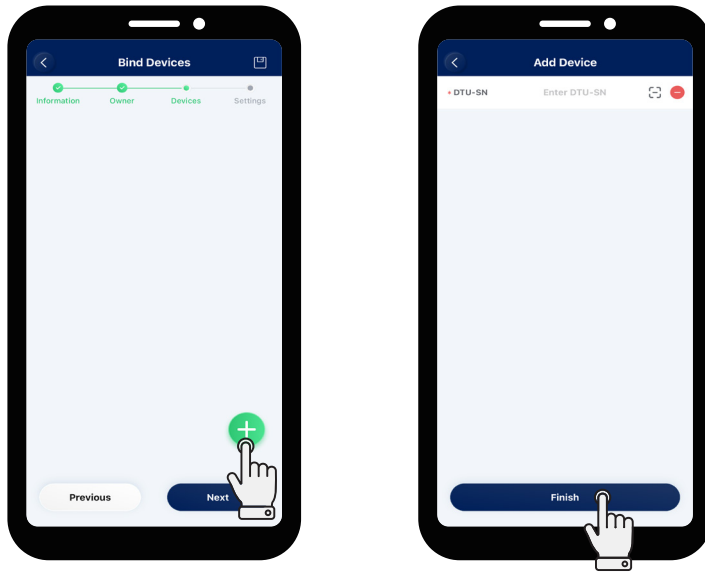 Bind Devices
Information Owner Devices Settings
Previous Next
Add Device
• DTU-SN Enter DTU-SN
Finish